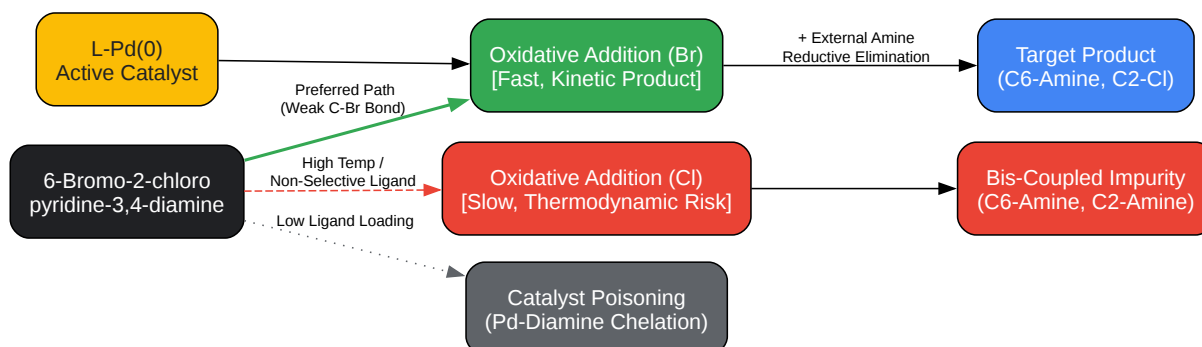 L-Pd(0)
Active Catalyst
Oxidative Addition (Br)
[Fast, Kinetic Product]
+ External Amine
Reductive Elimination
Target Product
(C6-Amine, C2-Cl)
Preferred Path
(Weak C-Br Bond)
6-Bromo-2-chloro
pyridine-3,4-diamine
High Temp /
Non-Selective Ligand
Oxidative Addition (Cl)
[Slow, Thermodynamic Risk]
Bis-Coupled Impurity
(C6-Amine, C2-Amine)
Low Ligand Loading
Catalyst Poisoning
(Pd-Diamine Chelation)